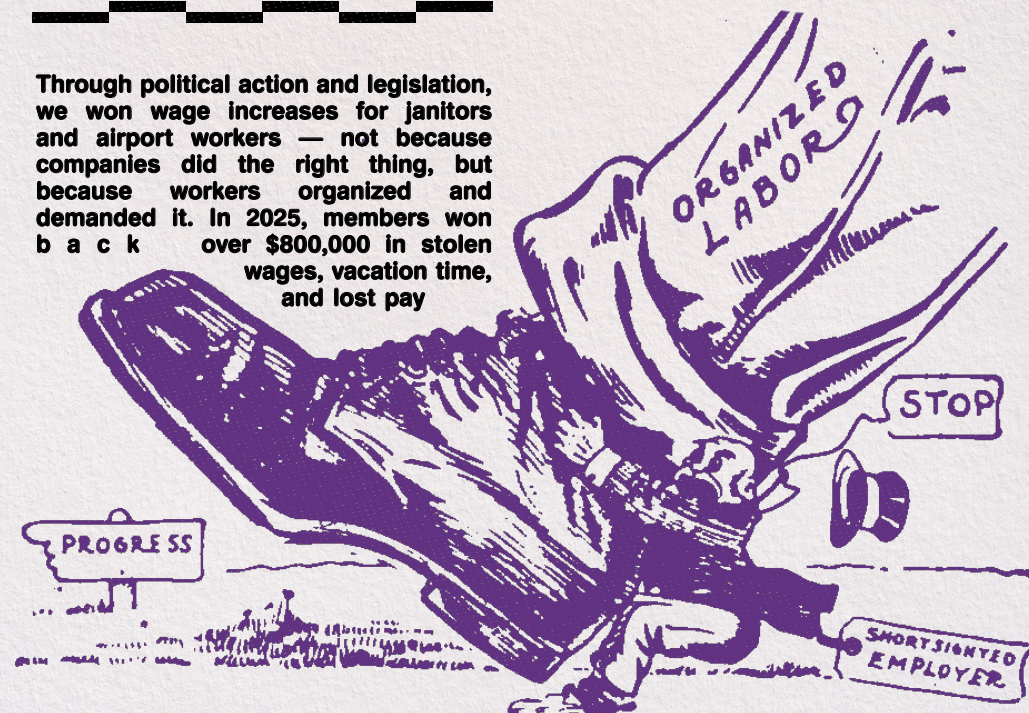 Through political action and legislation,
we won wage increases for janitors
and airport workers — not because
companies did the right thing, but
because workers organized and
demanded it. In 2025, members won
back over $800,000 in stolen
wages, vacation time,
and lost pay
ORGANIZED
LABOR
STOP
PROGRESS
SHORTSIGHTED
EMPLOYER